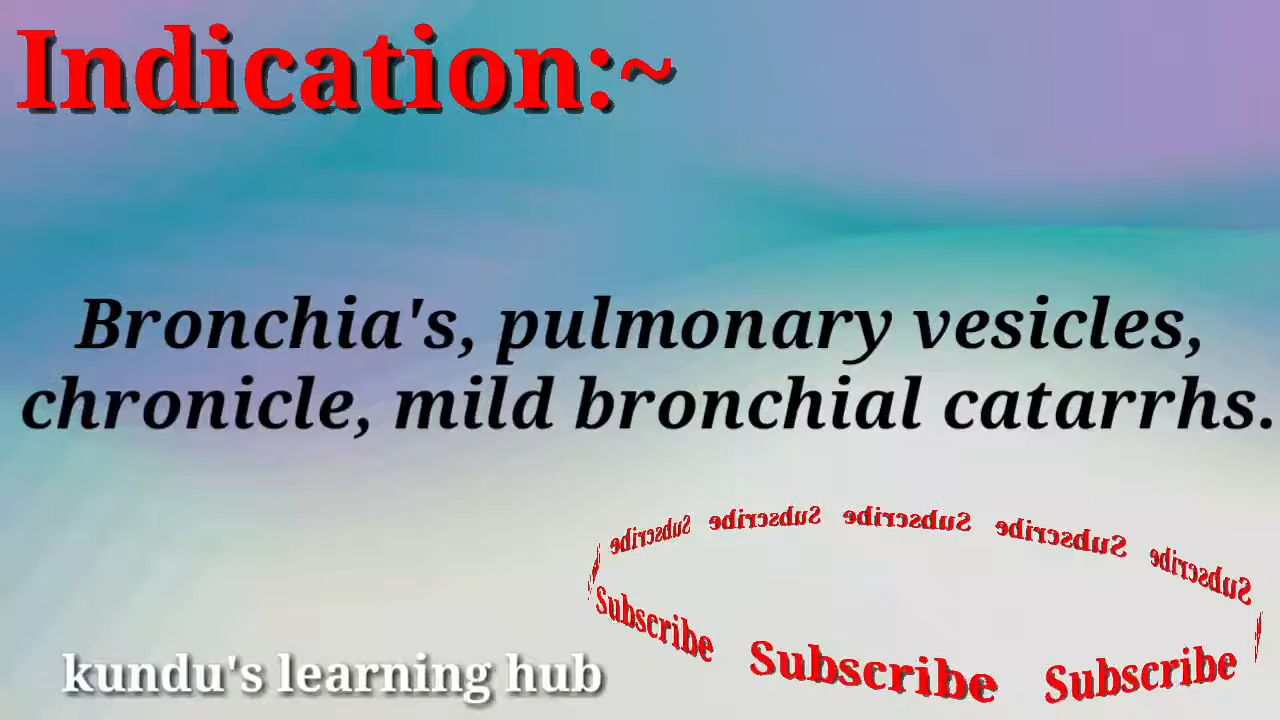 Indication:~
Bronchia's, pulmonary vesicles,
chronicle, mild bronchial catarrhs.
Subscribe Subscribe Subscribe Subscribe Subscribe
Subscribe Subscribe Subscribe
kundu's learning hub